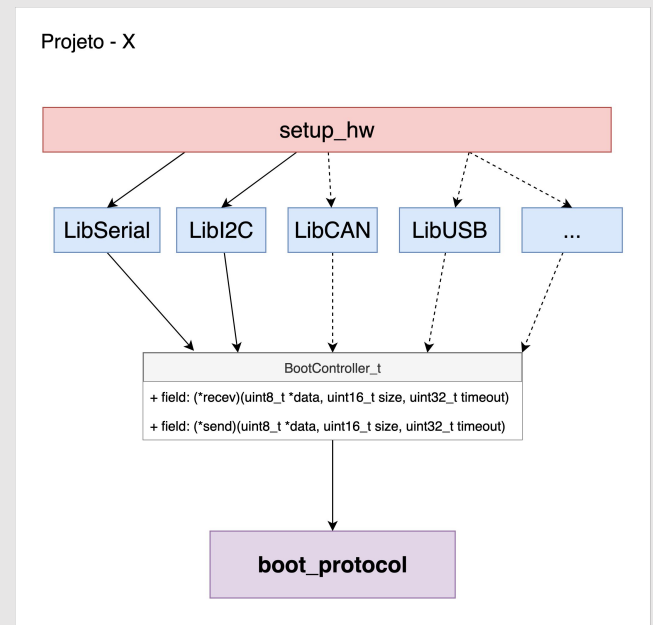 Projeto - X
setup_hw
LibSerial
LibI2C
LibCAN
LibUSB
...
BootController_t
+ field: (*recev)(uint8_t *data, uint16_t size, uint32_t timeout)
+ field: (*send)(uint8_t *data, uint16_t size, uint32_t timeout)
boot_protocol